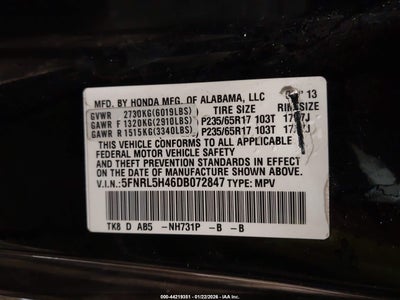 MFD. BY HONDA MFG. OF ALABAMA, LLC 13
GVWR 2730KG(6019LBS) TIRE SIZE RIM SIZE
GAWR F 1320KG(2910LBS) P235/65R17 103T
GAWR R 1515KG(3340LBS) P235/65R17 103T
THIS VEHICLE CONFORMS TO ALL APPLICABLE
FEDERAL MOTOR VEHICLE SAFETY
AND THEFT PREVENTION STANDARDS IN EFFECT
ON THE DATE OF MANUFACTURE SHOWN ABOVE.
V.I.N: 5FNRL5H46DB072847 TYPE: MPV
TK8 D AB5 -NH731P -B -B
000-44219351 - 01/22/2026 - IAA Inc.